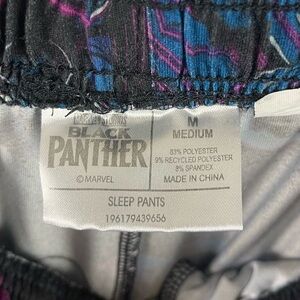 MARVEL STUDIOS
BLACK
PANTHER
© MARVEL
M
MEDIUM
83% POLYESTER
9% RECYCLED POLYESTER
8% SPANDEX
MADE IN CHINA
SLEEP PANTS
196179439656